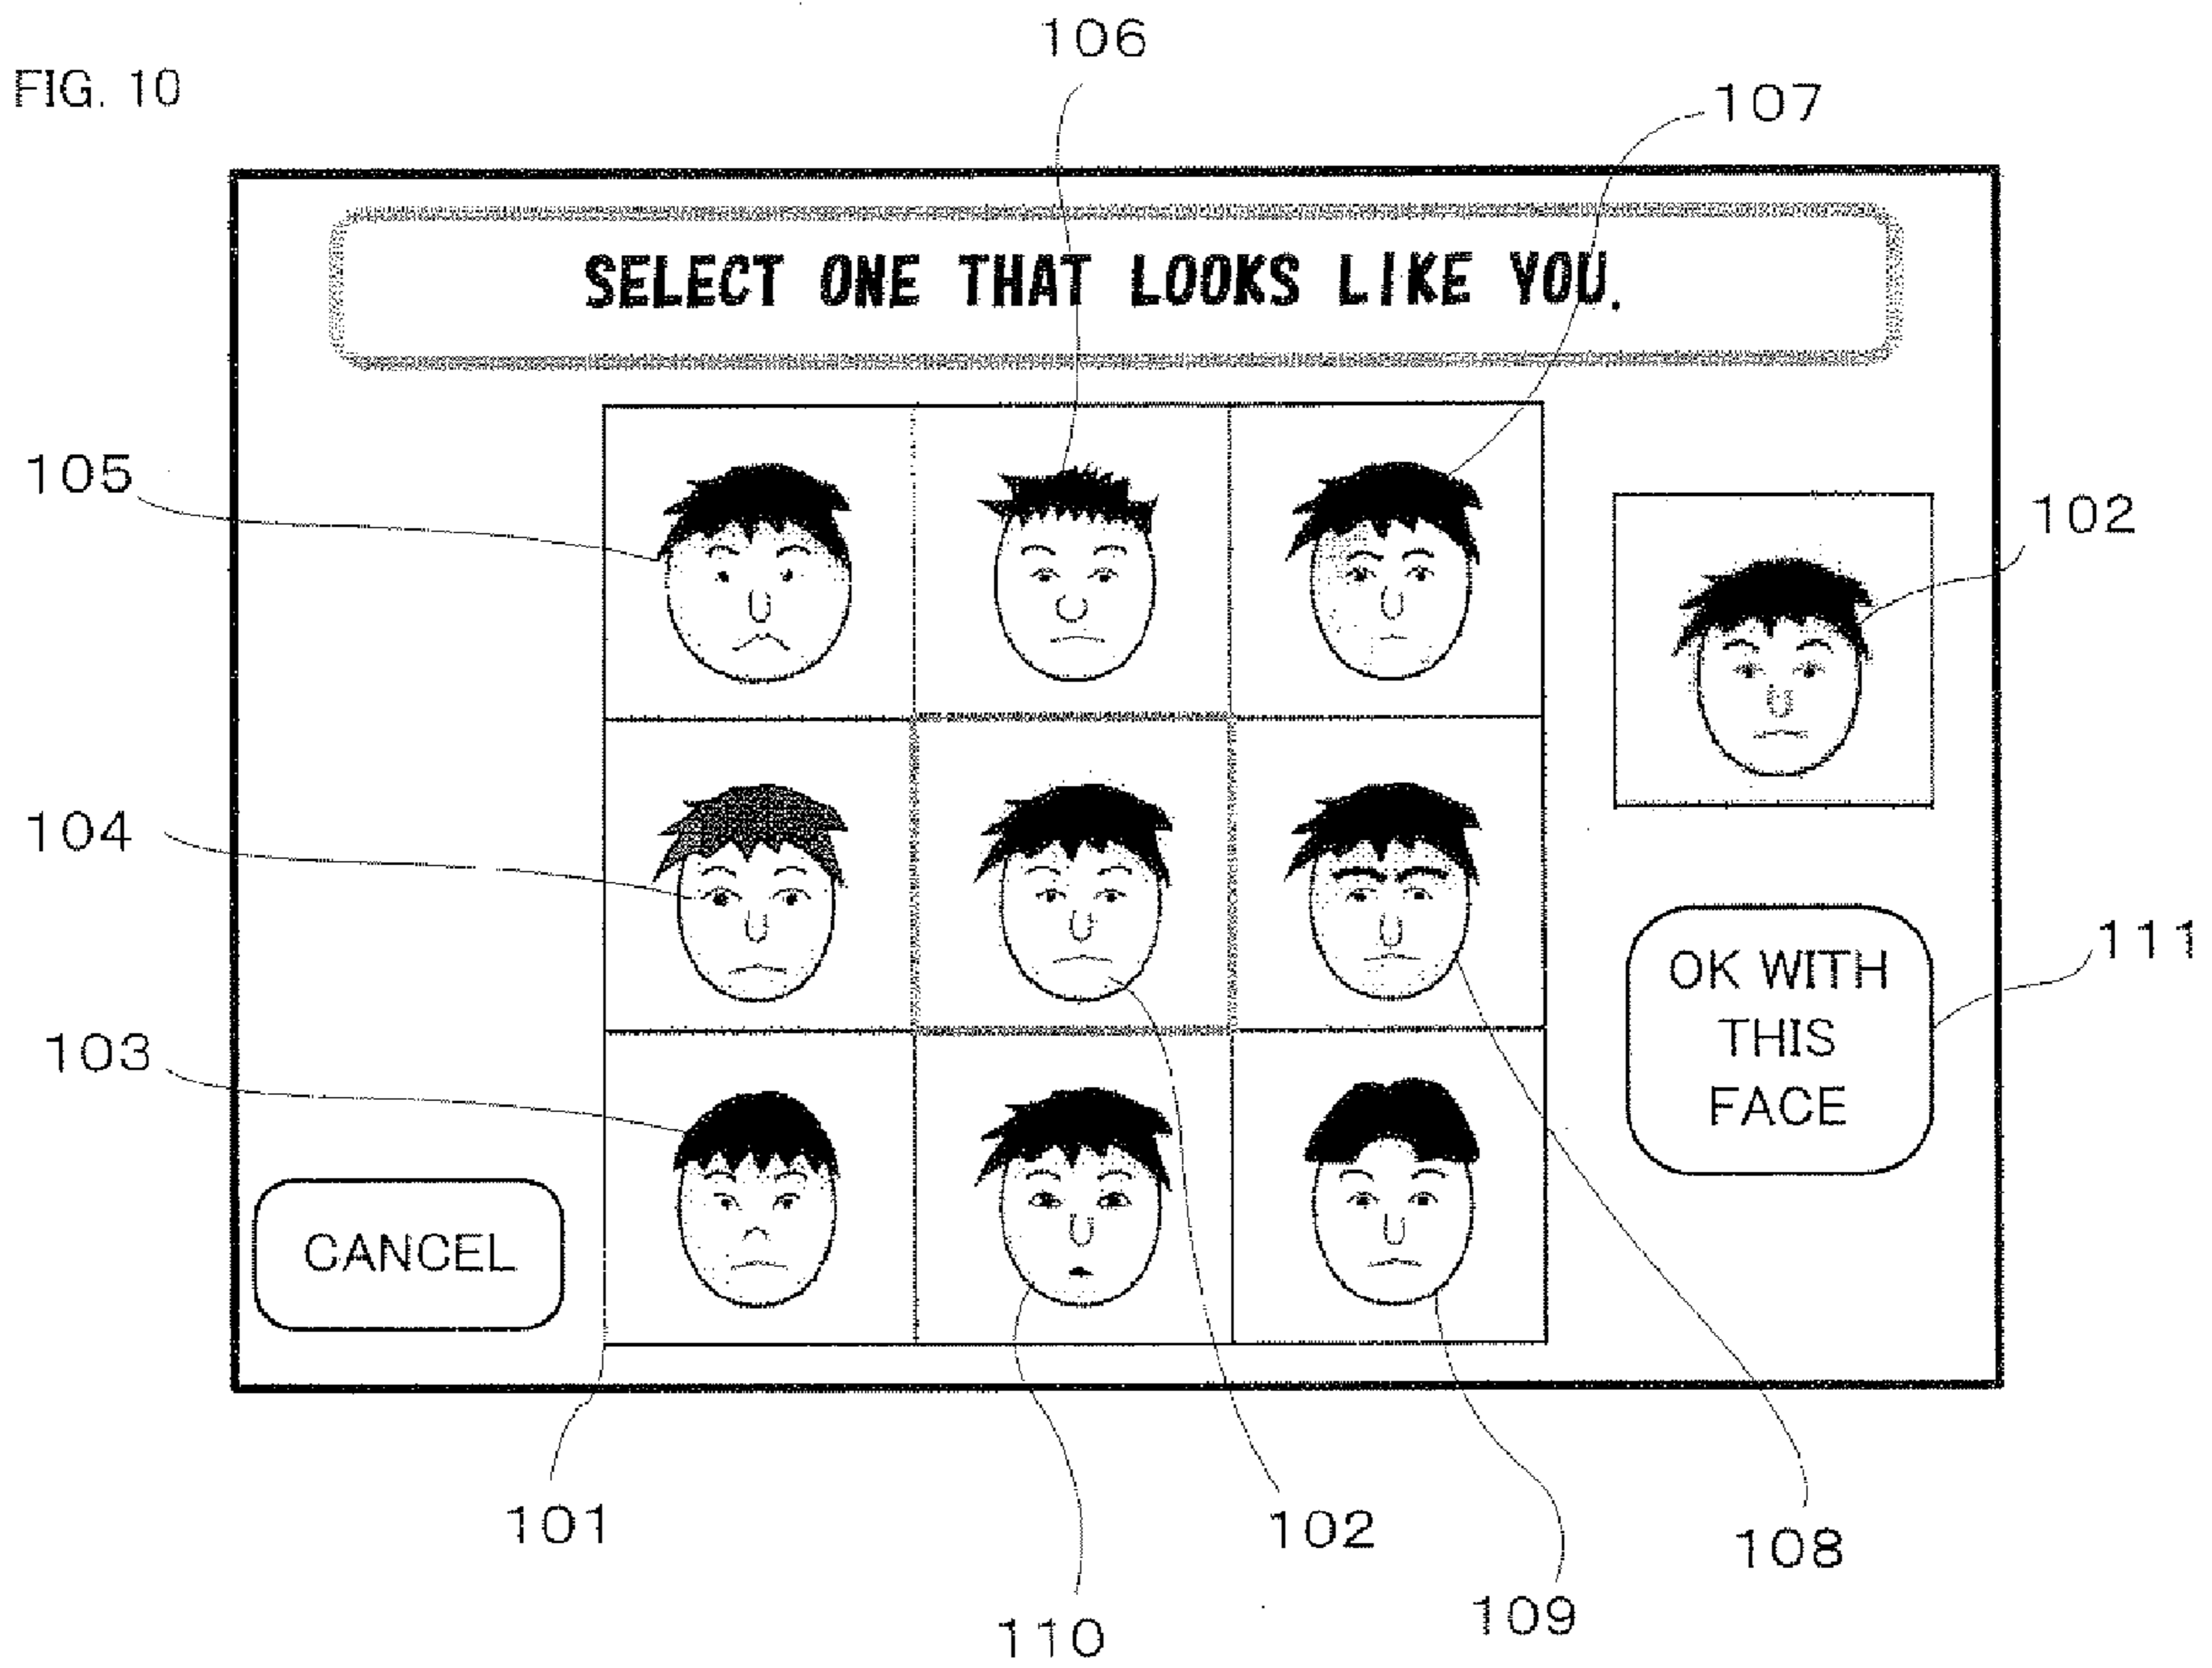 106
FIG. 10
107
SELECT ONE THAT LOOKS LIKE YOU.
105
102
104
111
OK WITH
THIS
FACE
103
CANCEL
101
102
108
109
110